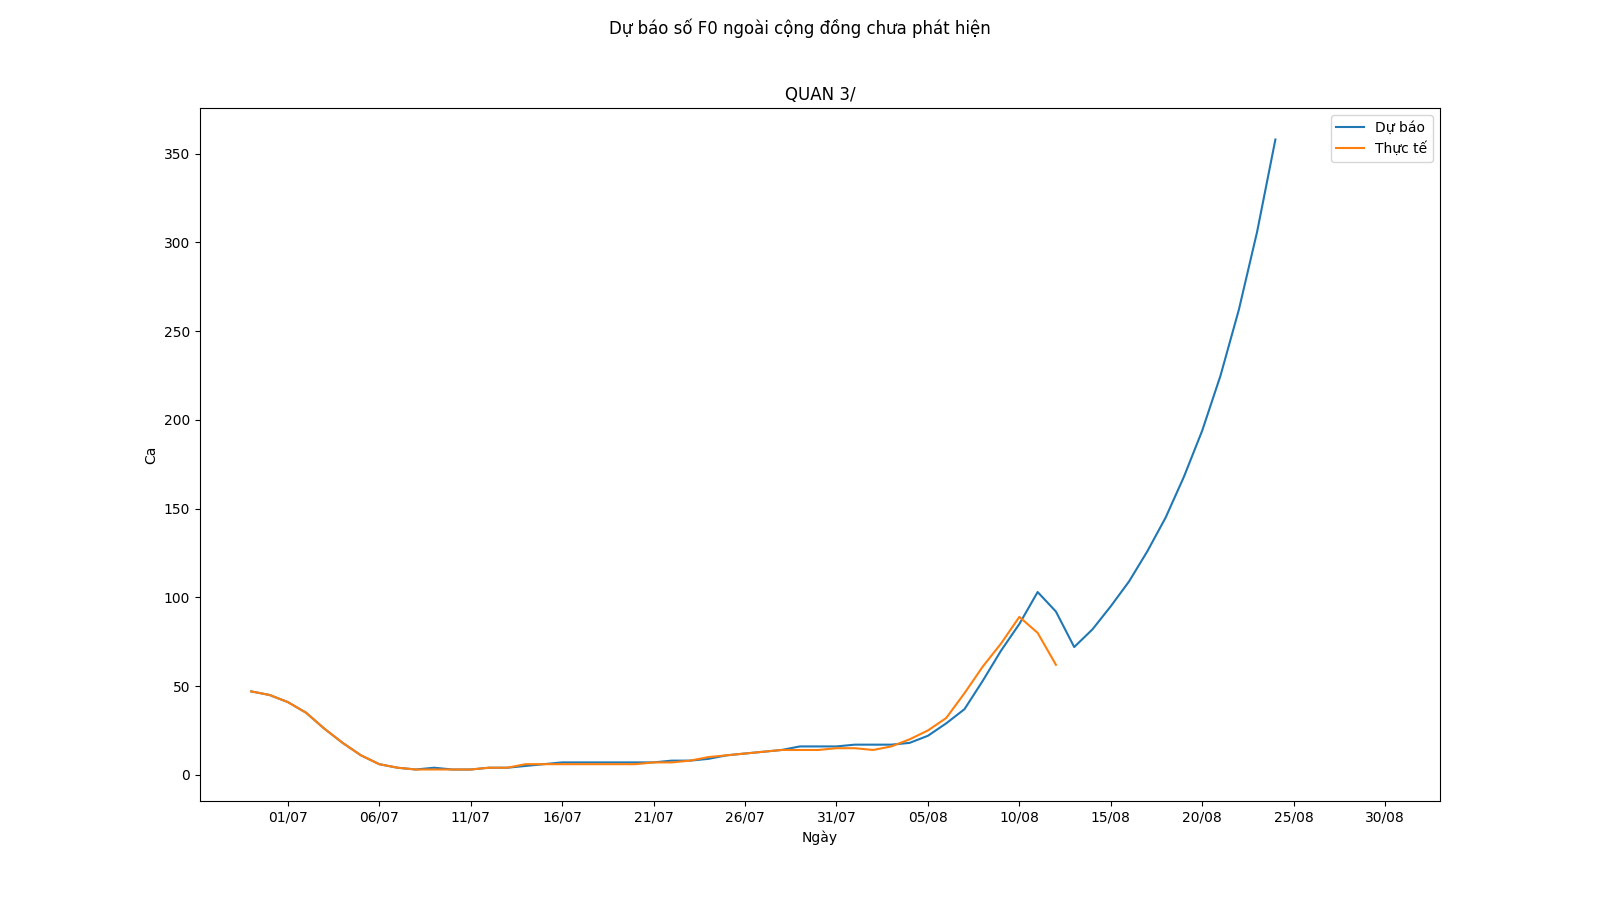 Dự báo số F0 ngoài cộng đồng chưa phát hiện
QUAN 3/
Dự báo
Thực tế
350
300
250
200
150
100
50
0
Ca
01/07 06/07 11/07 16/07 21/07 26/07 31/07 05/08 10/08 15/08 20/08 25/08 30/08
Ngày